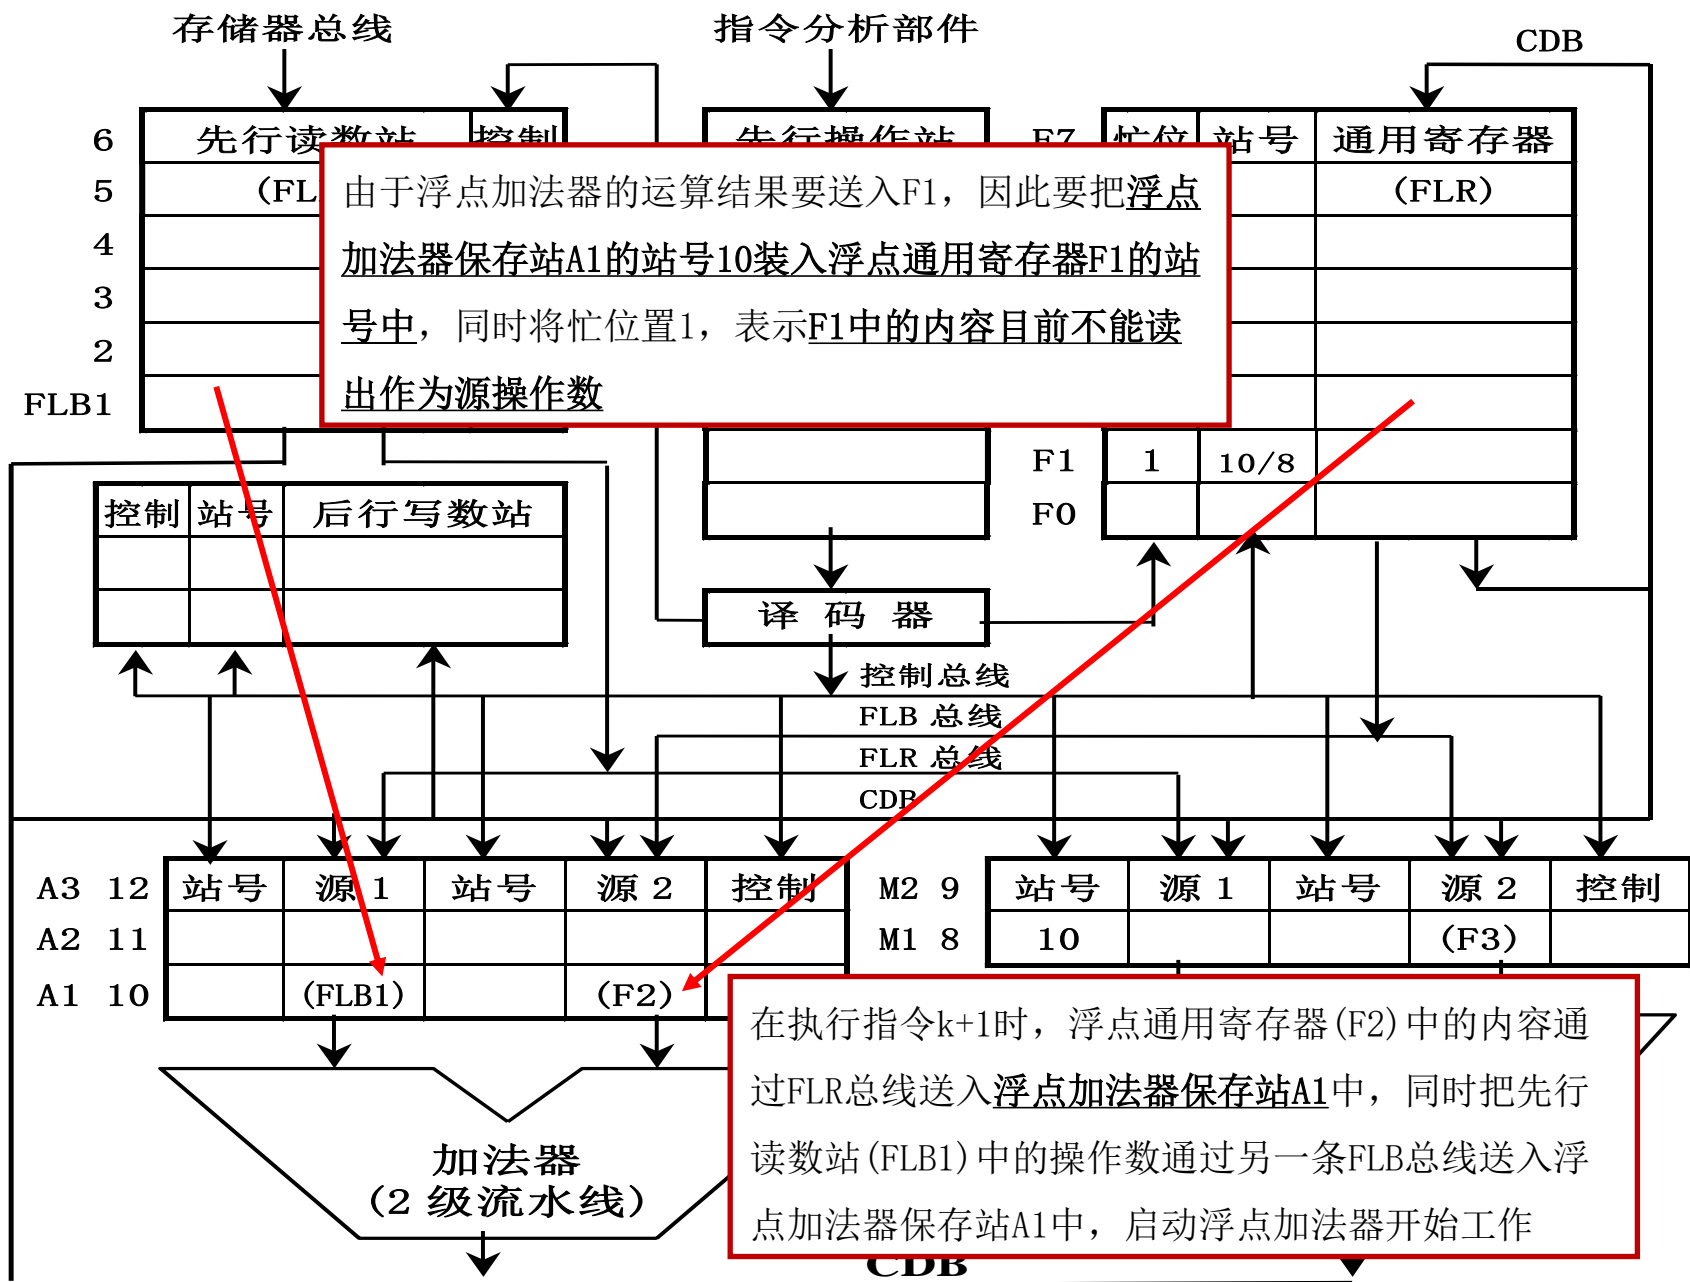 存储器总线
指令分析部件
CDB
6 先行读数站 控制
先行操作站
F7 忙位 站号 通用寄存器
5 (FL
(FLR)
4
3
2
FLB1
由于浮点加法器的运算结果要送入F1，因此要把浮点
加法器保存站A1的站号10装入浮点通用寄存器F1的站
号中，同时将忙位置1，表示F1中的内容目前不能读
出作为源操作数
F1 1 10/8
F0
控制 站号 后行写数站
译 码 器
控制总线
FLB 总线
FLR 总线
CDB
A3 12 站号 源 1 站号 源 2 控制
A2 11
A1 10 (FLB1) (F2)
M2 9 站号 源 1 站号 源 2 控制
M1 8 10 (F3)
在执行指令k+1时，浮点通用寄存器(F2)中的内容通
过FLR总线送入浮点加法器保存站A1中，同时把先行
读数站(FLB1)中的操作数通过另一条FLB总线送入浮
点加法器保存站A1中，启动浮点加法器开始工作
加法器
(2 级流水线)
CDB